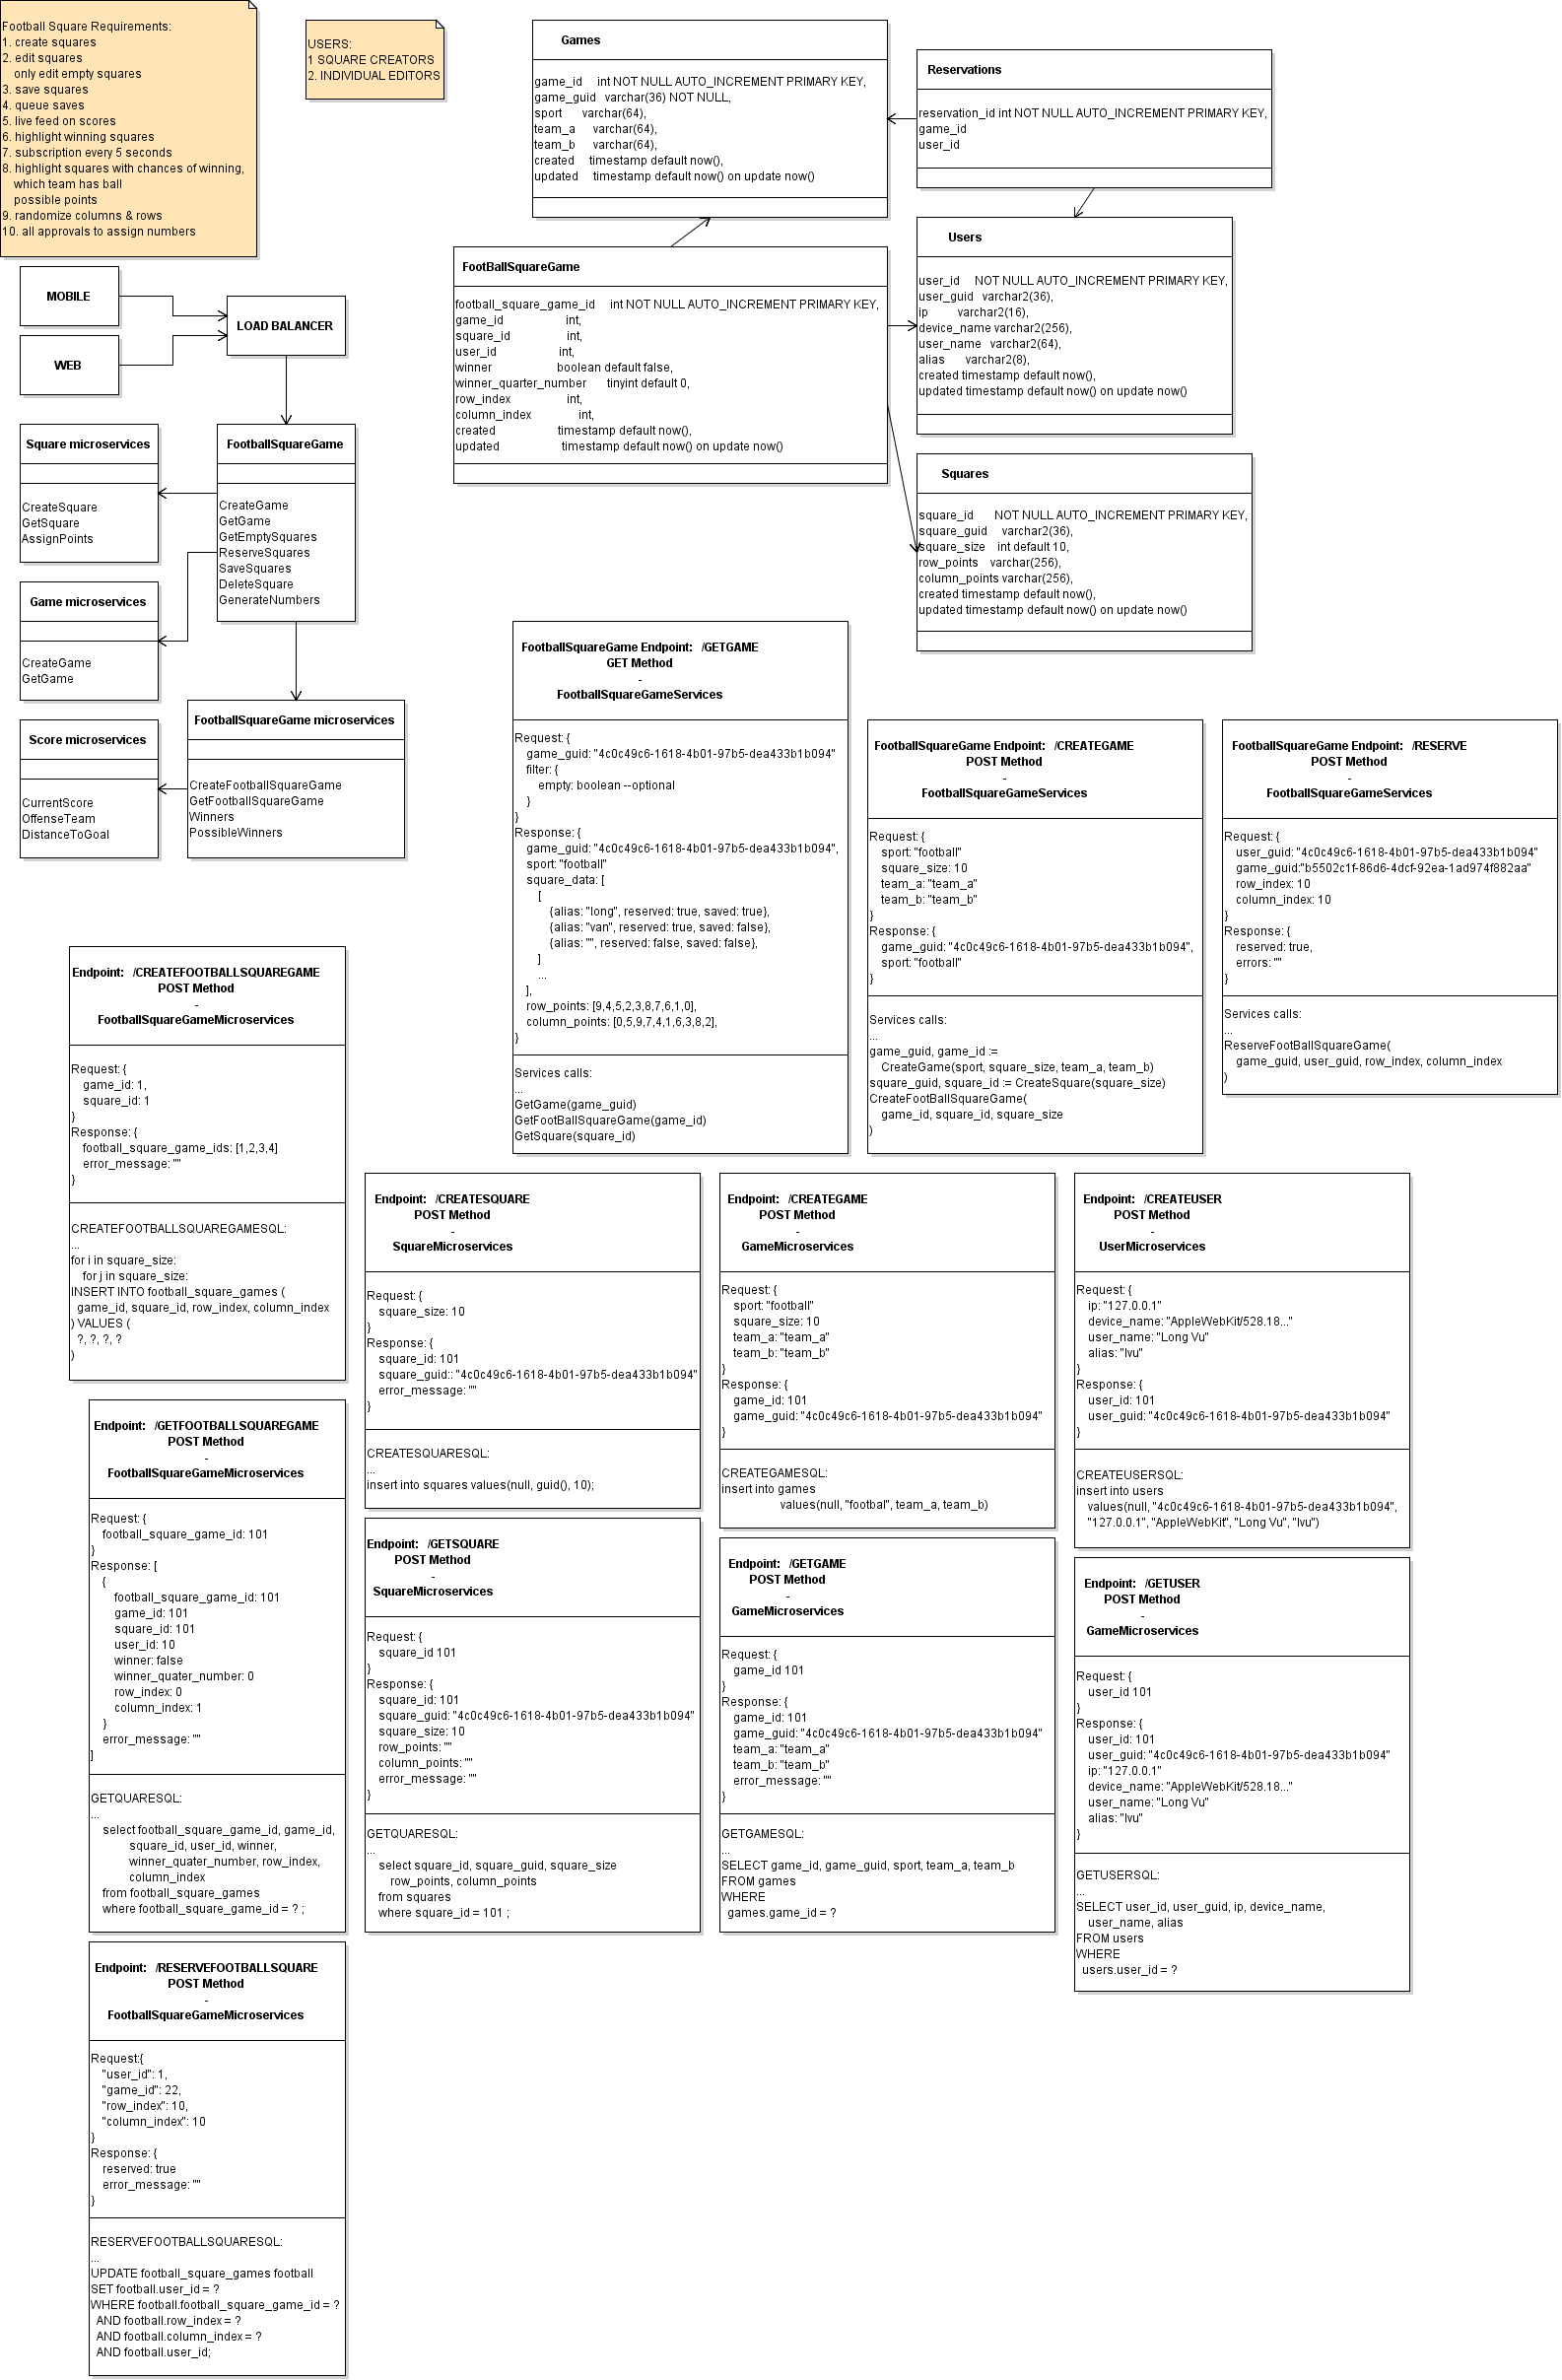 Football Square Requirements:
1. create squares
2. edit squares
only edit empty squares
3. save squares
4. queue saves
5. live feed on scores
6. highlight winning squares
7. subscription every 5 seconds
8. highlight squares with chances of winning,
which team has ball
possible points
9. randomize columns & rows
10. all approvals to assign numbers
USERS:
1 SQUARE CREATORS
2. INDIVIDUAL EDITORS
Games
game_id int NOT NULL AUTO_INCREMENT PRIMARY KEY,
game_guid varchar(36) NOT NULL,
sport varchar(64),
team_a varchar(64),
team_b varchar(64),
created timestamp default now(),
updated timestamp default now() on update now()
Reservations
reservation_id int NOT NULL AUTO_INCREMENT PRIMARY KEY,
game_id
user_id
Users
user_id NOT NULL AUTO_INCREMENT PRIMARY KEY,
user_guid varchar2(36),
ip varchar2(16),
device_name varchar2(256),
user_name varchar2(64),
alias varchar2(8),
created timestamp default now(),
updated timestamp default now() on update now()
FootBallSquareGame
football_square_game_id int NOT NULL AUTO_INCREMENT PRIMARY KEY,
game_id int,
square_id int,
user_id int,
winner boolean default false,
winner_quarter_number tinyint default 0,
row_index int,
column_index int,
created timestamp default now(),
updated timestamp default now() on update now()
Squares
square_id NOT NULL AUTO_INCREMENT PRIMARY KEY,
square_guid varchar2(36),
square_size int default 10,
row_points varchar(256),
column_points varchar(256),
created timestamp default now(),
updated timestamp default now() on update now()
MOBILE
WEB
LOAD BALANCER
Square microservices
CreateSquare
GetSquare
AssignPoints
FootballSquareGame
CreateGame
GetGame
GetEmptySquares
ReserveSquares
SaveSquares
DeleteSquare
GenerateNumbers
Game microservices
CreateGame
GetGame
Score microservices
CurrentScore
OffenseTeam
DistanceToGoal
FootballSquareGame microservices
CreateFootballSquareGame
GetFootballSquareGame
Winners
PossibleWinners
FootballSquareGame Endpoint: /GETGAME
GET Method
-
FootballSquareGameServices
Request: {
game_guid: "4c0c49c6-1618-4b01-97b5-dea433b1b094"
filter: {
empty: boolean --optional
}
}
Response: {
game_guid: "4c0c49c6-1618-4b01-97b5-dea433b1b094",
sport: "football"
square_data: [
[
{alias: "long", reserved: true, saved: true},
{alias: "van", reserved: true, saved: false},
{alias: "", reserved: false, saved: false},
]
...
],
row_points: [9,4,5,2,3,8,7,6,1,0],
column_points: [0,5,9,7,4,1,6,3,8,2],
}
Services calls:
...
GetGame(game_guid)
GetFootBallSquareGame(game_id)
GetSquare(square_id)
FootballSquareGame Endpoint: /CREATEGAME
POST Method
-
FootballSquareGameServices
Request: {
sport: "football"
square_size: 10
team_a: "team_a"
team_b: "team_b"
}
Response: {
game_guid: "4c0c49c6-1618-4b01-97b5-dea433b1b094",
sport: "football"
}
Services calls:
...
game_guid, game_id :=
CreateGame(sport, square_size, team_a, team_b)
square_guid, square_id := CreateSquare(square_size)
CreateFootBallSquareGame(
game_id, square_id, square_size
)
FootballSquareGame Endpoint: /RESERVE
POST Method
-
FootballSquareGameServices
Request: {
user_guid: "4c0c49c6-1618-4b01-97b5-dea433b1b094"
game_guid:"b5502c1f-86d6-4dcf-92ea-1ad974f882aa"
row_index: 10
column_index: 10
}
Response: {
reserved: true,
errors: ""
}
Services calls:
...
ReserveFootBallSquareGame(
game_guid, user_guid, row_index, column_index
)
Endpoint: /CREATEFOOTBALLSQUAREGAME
POST Method
-
FootballSquareGameMicroservices
Request: {
game_id: 1,
square_id: 1
}
Response: {
football_square_game_ids: [1,2,3,4]
error_message: ""
}
CREATEFOOTBALLSQUAREGAMESQL:
...
for i in square_size:
for j in square_size:
INSERT INTO football_square_games (
game_id, square_id, row_index, column_index
) VALUES (
?, ?, ?, ?
)
Endpoint: /CREATESQUARE
POST Method
-
SquareMicroservices
Request: {
square_size: 10
}
Response: {
square_id: 101
square_guid:: "4c0c49c6-1618-4b01-97b5-dea433b1b094"
error_message: ""
}
CREATESQUARESQL:
...
insert into squares values(null, guid(), 10);
Endpoint: /CREATEGAME
POST Method
-
GameMicroservices
Request: {
sport: "football"
square_size: 10
team_a: "team_a"
team_b: "team_b"
}
Response: {
game_id: 101
game_guid: "4c0c49c6-1618-4b01-97b5-dea433b1b094"
}
CREATEGAMESQL:
insert into games
values(null, "footbal", team_a, team_b)
Endpoint: /CREATEUSER
POST Method
-
UserMicroservices
Request: {
ip: "127.0.0.1"
device_name: "AppleWebKit/528.18..."
user_name: "Long Vu"
alias: "lvu"
}
Response: {
user_id: 101
user_guid: "4c0c49c6-1618-4b01-97b5-dea433b1b094"
}
CREATEUSERSQL:
insert into users
values(null, "4c0c49c6-1618-4b01-97b5-dea433b1b094",
"127.0.0.1", "AppleWebKit", "Long Vu", "lvu")
Endpoint: /GETFOOTBALLSQUAREGAME
POST Method
-
FootballSquareGameMicroservices
Request: {
football_square_game_id: 101
}
Response: [
{
football_square_game_id: 101
game_id: 101
square_id: 101
user_id: 10
winner: false
winner_quater_number: 0
row_index: 0
column_index: 1
}
error_message: ""
]
GETQUARESQL:
...
select football_square_game_id, game_id,
square_id, user_id, winner,
winner_quater_number, row_index,
column_index
from football_square_games
where football_square_game_id = ? ;
Endpoint: /GETSQUARE
POST Method
-
SquareMicroservices
Request: {
square_id 101
}
Response: {
square_id: 101
square_guid: "4c0c49c6-1618-4b01-97b5-dea433b1b094"
square_size: 10
row_points: ""
column_points: ""
error_message: ""
}
GETQUARESQL:
...
select square_id, square_guid, square_size
row_points, column_points
from squares
where square_id = 101 ;
Endpoint: /GETGAME
POST Method
-
GameMicroservices
Request: {
game_id 101
}
Response: {
game_id: 101
game_guid: "4c0c49c6-1618-4b01-97b5-dea433b1b094"
team_a: "team_a"
team_b: "team_b"
error_message: ""
}
GETGAMESQL:
...
SELECT game_id, game_guid, sport, team_a, team_b
FROM games
WHERE
games.game_id = ?
Endpoint: /GETUSER
POST Method
-
GameMicroservices
Request: {
user_id 101
}
Response: {
user_id: 101
user_guid: "4c0c49c6-1618-4b01-97b5-dea433b1b094"
ip: "127.0.0.1"
device_name: "AppleWebKit/528.18..."
user_name: "Long Vu"
alias: "lvu"
}
GETUSERSQL:
...
SELECT user_id, user_guid, ip, device_name,
user_name, alias
FROM users
WHERE
users.user_id = ?
Endpoint: /RESERVEFOOTBALLSQUARE
POST Method
-
FootballSquareGameMicroservices
Request:{
"user_id": 1,
"game_id": 22,
"row_index": 10,
"column_index": 10
}
Response: {
reserved: true
error_message: ""
}
RESERVEFOOTBALLSQUARESQL:
...
UPDATE football_square_games football
SET football.user_id = ?
WHERE football.football_square_game_id = ?
AND football.row_index = ?
AND football.column_index = ?
AND football.user_id;